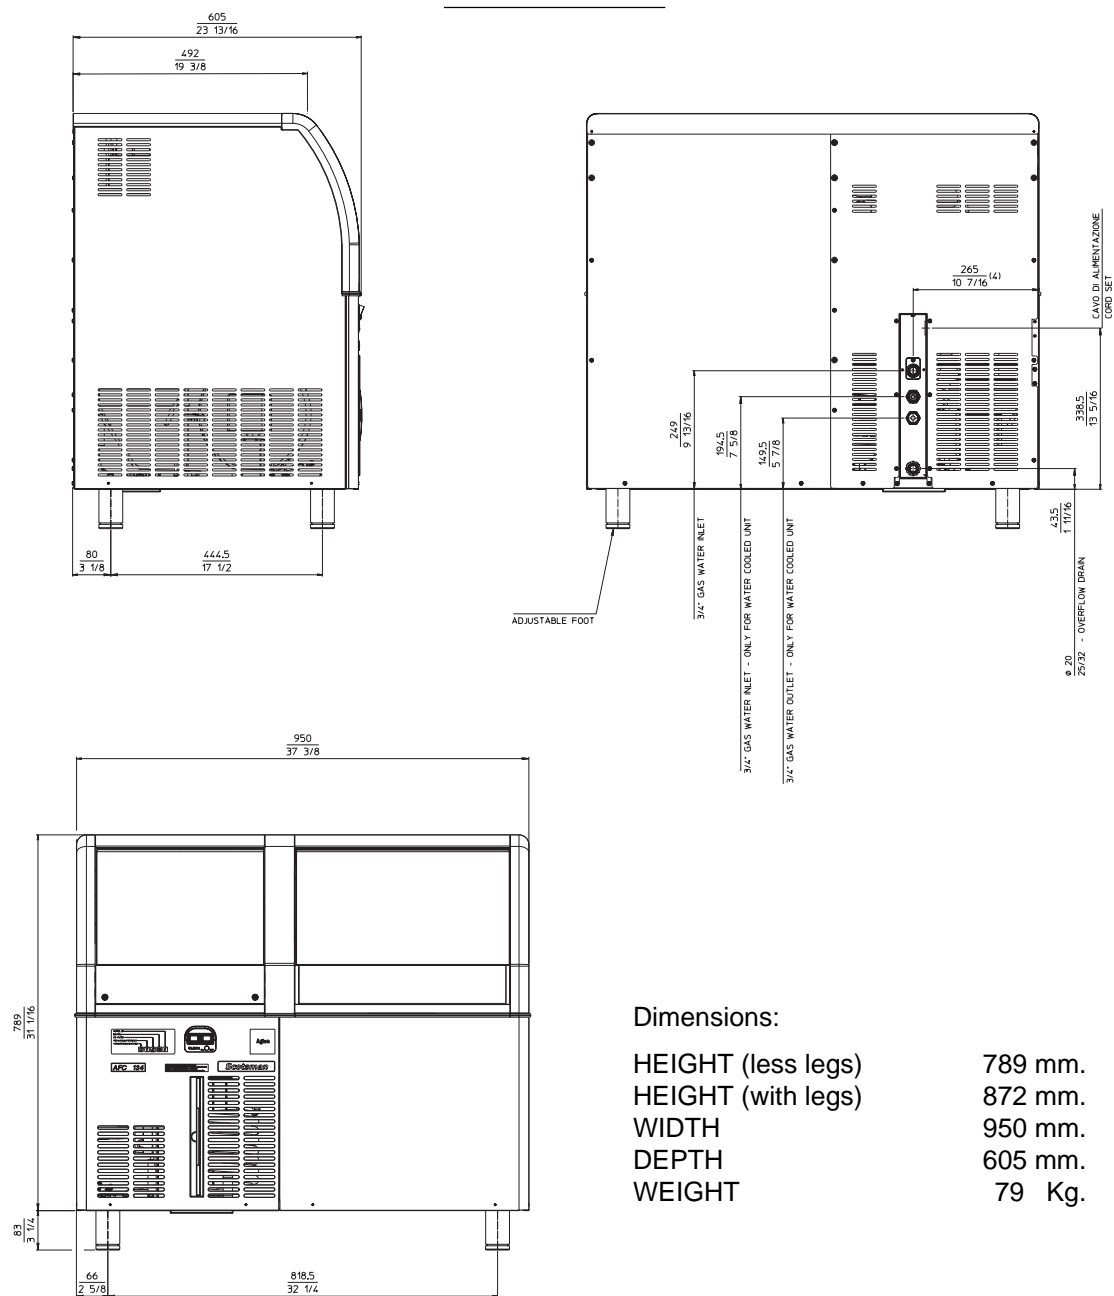 605
23 13/16
492
19 3/8
80
3 1/8
444.5
17 1/2
265
10 7/16 (4)
CAVO DI ALIMENTAZIONE
CORD SET
338.5
13 5/16
249
9 13/16
194.5
7 5/8
149.5
5 7/8
43.5
1 11/16
3/4" GAS WATER INLET
3/4" GAS WATER INLET - ONLY FOR WATER COOLED UNIT
3/4" GAS WATER OUTLET - ONLY FOR WATER COOLED UNIT
ø 20
25/32 - OVERFLOW DRAIN
ADJUSTABLE FOOT
950
37 3/8
789
31 1/16
AFC 134
Scotsman
83
3 1/4
66
2 5/8
818.5
32 1/4
Dimensions:
HEIGHT (less legs) 789 mm.
HEIGHT (with legs) 872 mm.
WIDTH 950 mm.
DEPTH 605 mm.
WEIGHT 79 Kg.